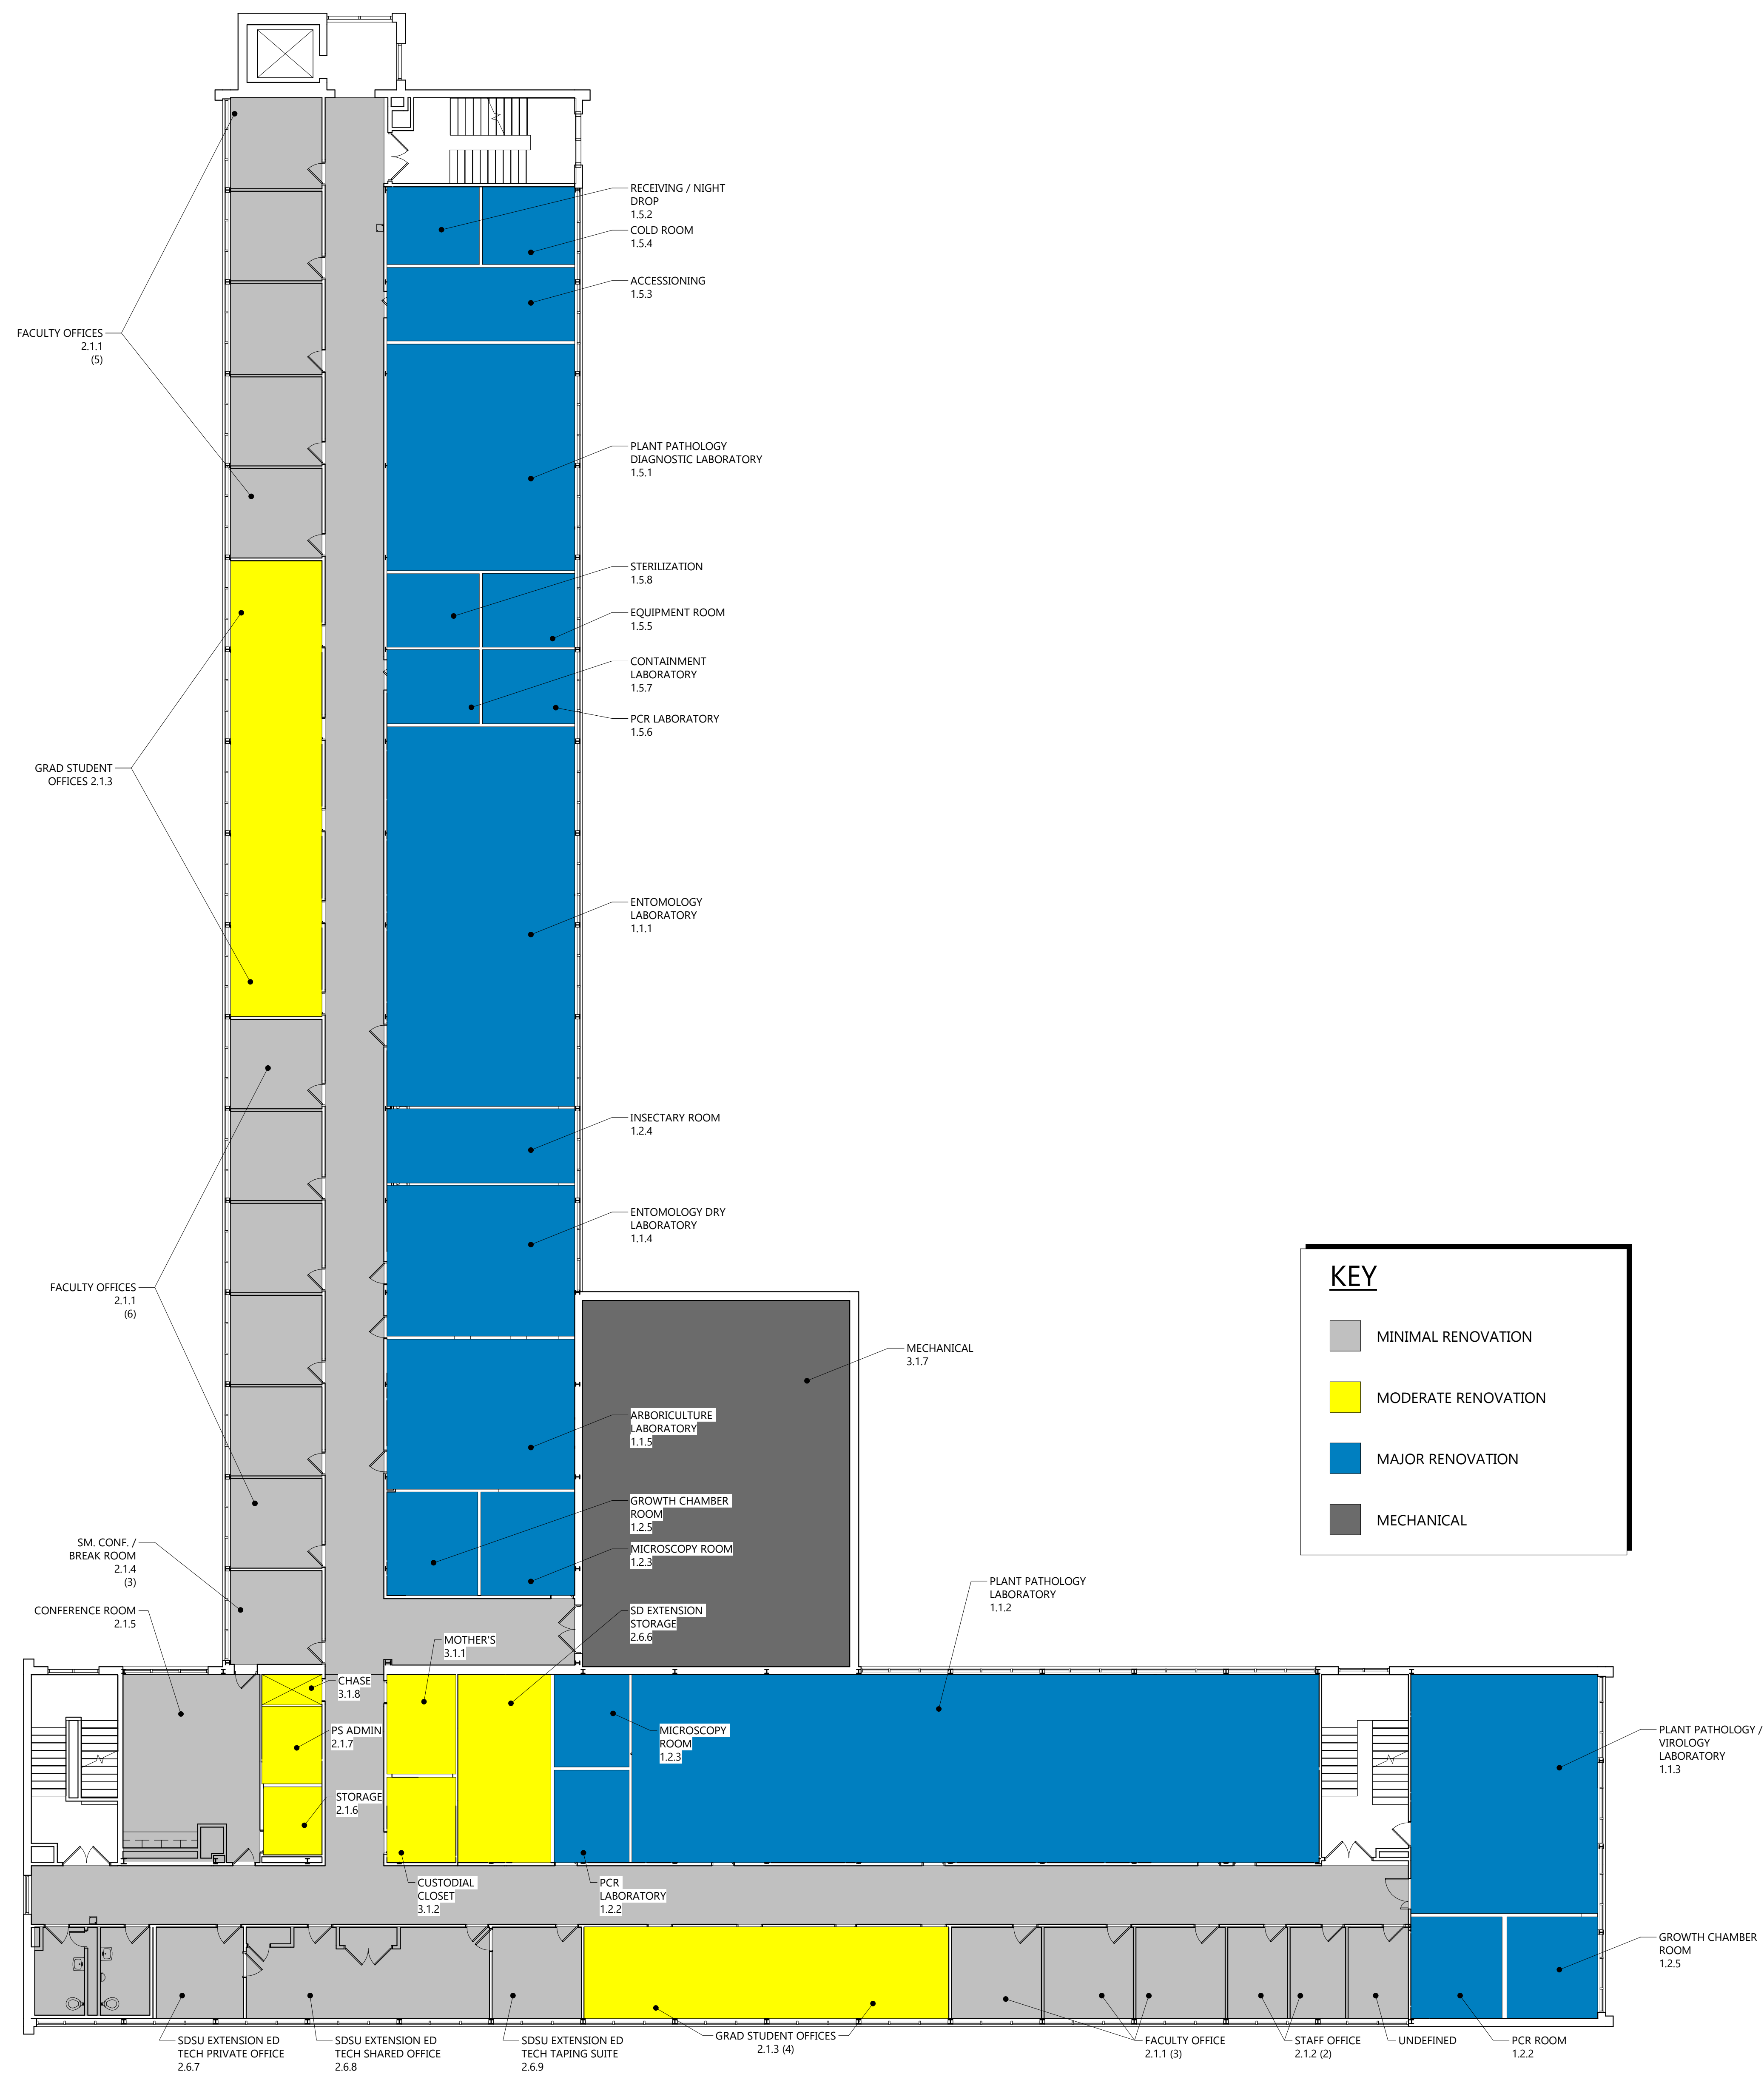 RECEIVING / NIGHT
DROP
1.5.2
COLD ROOM
1.5.4
ACCESSIONING
1.5.3
FACULTY OFFICES
2.1.1
(5)
PLANT PATHOLOGY
DIAGNOSTIC LABORATORY
1.5.1
STERILIZATION
1.5.8
EQUIPMENT ROOM
1.5.5
CONTAINMENT
LABORATORY
1.5.7
PCR LABORATORY
1.5.6
GRAD STUDENT
OFFICES 2.1.3
ENTOMOLOGY
LABORATORY
1.1.1
INSECTARY ROOM
1.2.4
ENTOMOLOGY DRY
LABORATORY
1.1.4
FACULTY OFFICES
2.1.1
(6)
KEY
MINIMAL RENOVATION
MODERATE RENOVATION
MAJOR RENOVATION
MECHANICAL
MECHANICAL
3.1.7
ARBORICULTURE
LABORATORY
1.1.5
GROWTH CHAMBER
ROOM
1.2.5
MICROSCOPY ROOM
1.2.3
SM. CONF. /
BREAK ROOM
2.1.4
(3)
CONFERENCE ROOM
2.1.5
SD EXTENSION
STORAGE
2.6.6
MOTHER'S
3.1.1
PLANT PATHOLOGY
LABORATORY
1.1.2
CHASE
3.1.8
PS ADMIN
2.1.7
MICROSCOPY
ROOM
1.2.3
PLANT PATHOLOGY /
VIROLOGY
LABORATORY
1.1.3
STORAGE
2.1.6
CUSTODIAL
CLOSET
3.1.2
PCR
LABORATORY
1.2.2
GROWTH CHAMBER
ROOM
1.2.5
SDSU EXTENSION ED
TECH PRIVATE OFFICE
2.6.7
SDSU EXTENSION ED
TECH SHARED OFFICE
2.6.8
SDSU EXTENSION ED
TECH TAPING SUITE
2.6.9
GRAD STUDENT OFFICES
2.1.3 (4)
FACULTY OFFICE
2.1.1 (3)
STAFF OFFICE
2.1.2 (2)
UNDEFINED
PCR ROOM
1.2.2